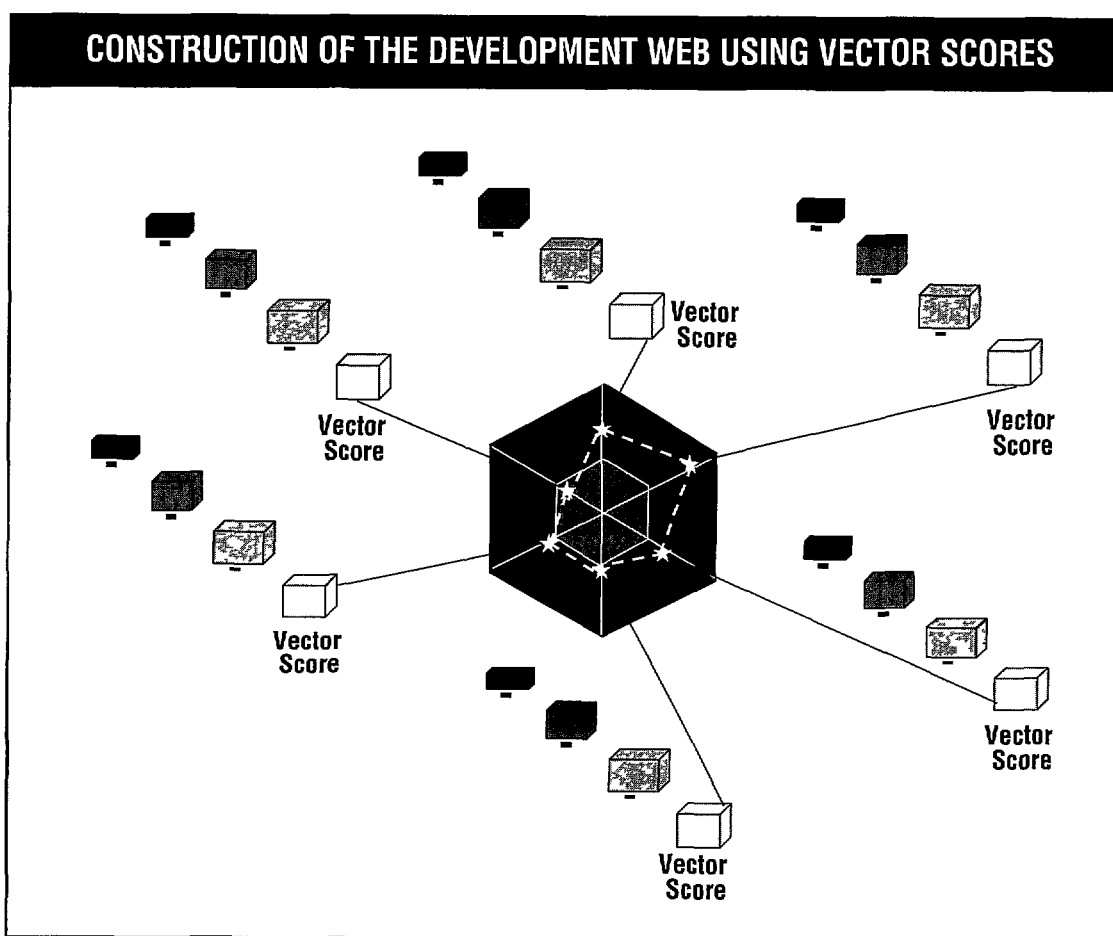 CONSTRUCTION OF THE DEVELOPMENT WEB USING VECTOR SCORES
Vector
Score
Vector
Score
Vector
Score
Vector
Score
Vector
Score
Vector
Score